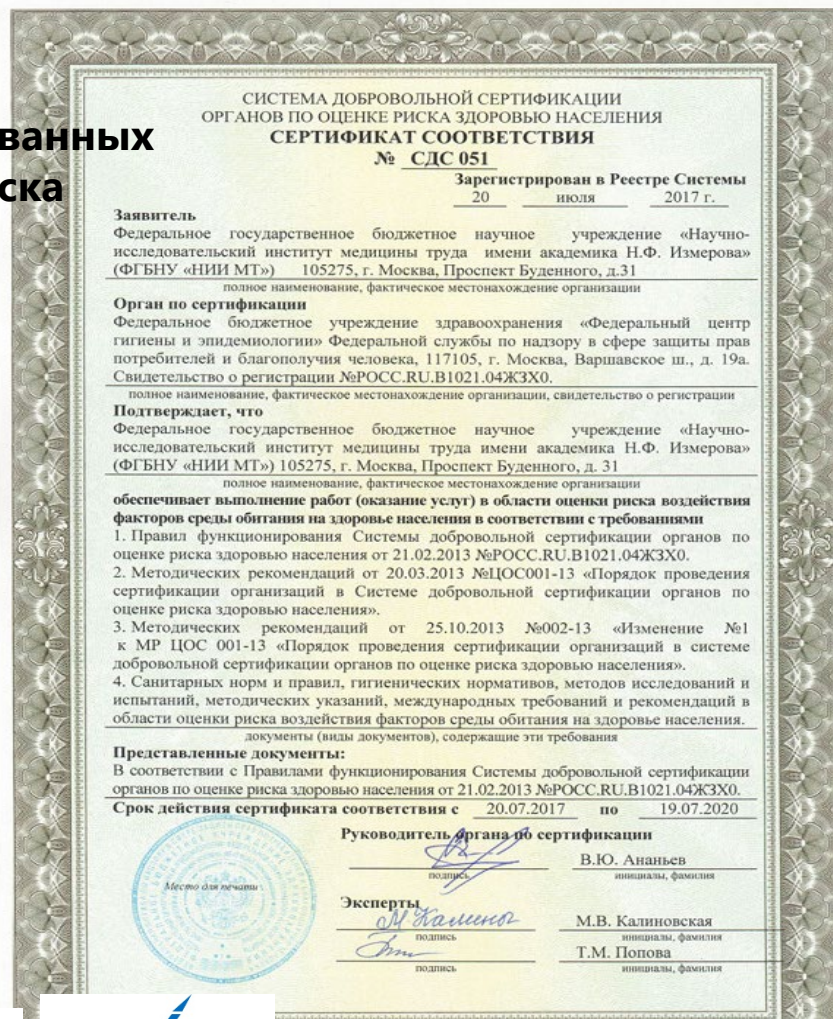 ванных
ска
СИСТЕМА ДОБРОВОЛЬНОЙ СЕРТИФИКАЦИИ
ОРГАНОВ ПО ОЦЕНКЕ РИСКА ЗДОРОВЬЮ НАСЕЛЕНИЯ
СЕРТИФИКАТ СООТВЕТСТВИЯ
№ СДС 051
Зарегистрирован в Реестре Системы
20 июля 2017 г.
Заявитель
Федеральное государственное бюджетное научное учреждение «Научно-
исследовательский институт медицины труда имени академика Н.Ф. Измерова»
(ФГБНУ «НИИ МТ») 105275, г. Москва, Проспект Буденного, д.31
полное наименование, фактическое местонахождение организации
Орган по сертификации
Федеральное бюджетное учреждение здравоохранения «Федеральный центр
гигиены и эпидемиологии» Федеральной службы по надзору в сфере защиты прав
потребителей и благополучия человека, 117105, г. Москва, Варшавское ш., д. 19а.
Свидетельство о регистрации №РОСС.RU.В1021.04ЖЗХ0.
полное наименование, фактическое местонахождение организации, свидетельство о регистрации
Подтверждает, что
Федеральное государственное бюджетное научное учреждение «Научно-
исследовательский институт медицины труда имени академика Н.Ф. Измерова»
(ФГБНУ «НИИ МТ») 105275, г. Москва, Проспект Буденного, д. 31
полное наименование, фактическое местонахождение организации
обеспечивает выполнение работ (оказание услуг) в области оценки риска воздействия
факторов среды обитания на здоровье населения в соответствии с требованиями
1. Правил функционирования Системы добровольной сертификации органов по
оценке риска здоровью населения от 21.02.2013 №РОСС.RU.В1021.04ЖЗХ0.
2. Методических рекомендаций от 20.03.2013 №ЦОС001-13 «Порядок проведения
сертификации организаций в Системе добровольной сертификации органов по
оценке риска здоровью населения».
3. Методических рекомендаций от 25.10.2013 №002-13 «Изменение №1
к МР ЦОС 001-13 «Порядок проведения сертификации организаций в системе
добровольной сертификации органов по оценке риска здоровью населения».
4. Санитарных норм и правил, гигиенических нормативов, методов исследований и
испытаний, методических указаний, международных требований и рекомендаций в
области оценки риска воздействия факторов среды обитания на здоровье населения.
документы (виды документов), содержащие эти требования
Представленные документы:
В соответствии с Правилами функционирования Системы добровольной сертификации
органов по оценке риска здоровью населения от 21.02.2013 №РОСС.RU.В1021.04ЖЗХ0.
Срок действия сертификата соответствия с 20.07.2017 по 19.07.2020
Руководитель органа по сертификации
В.Ю. Ананьев
подпись инициалы, фамилия
Место для печати
Эксперты
М.В. Калиновская
подпись инициалы, фамилия
Т.М. Попова
подпись инициалы, фамилия